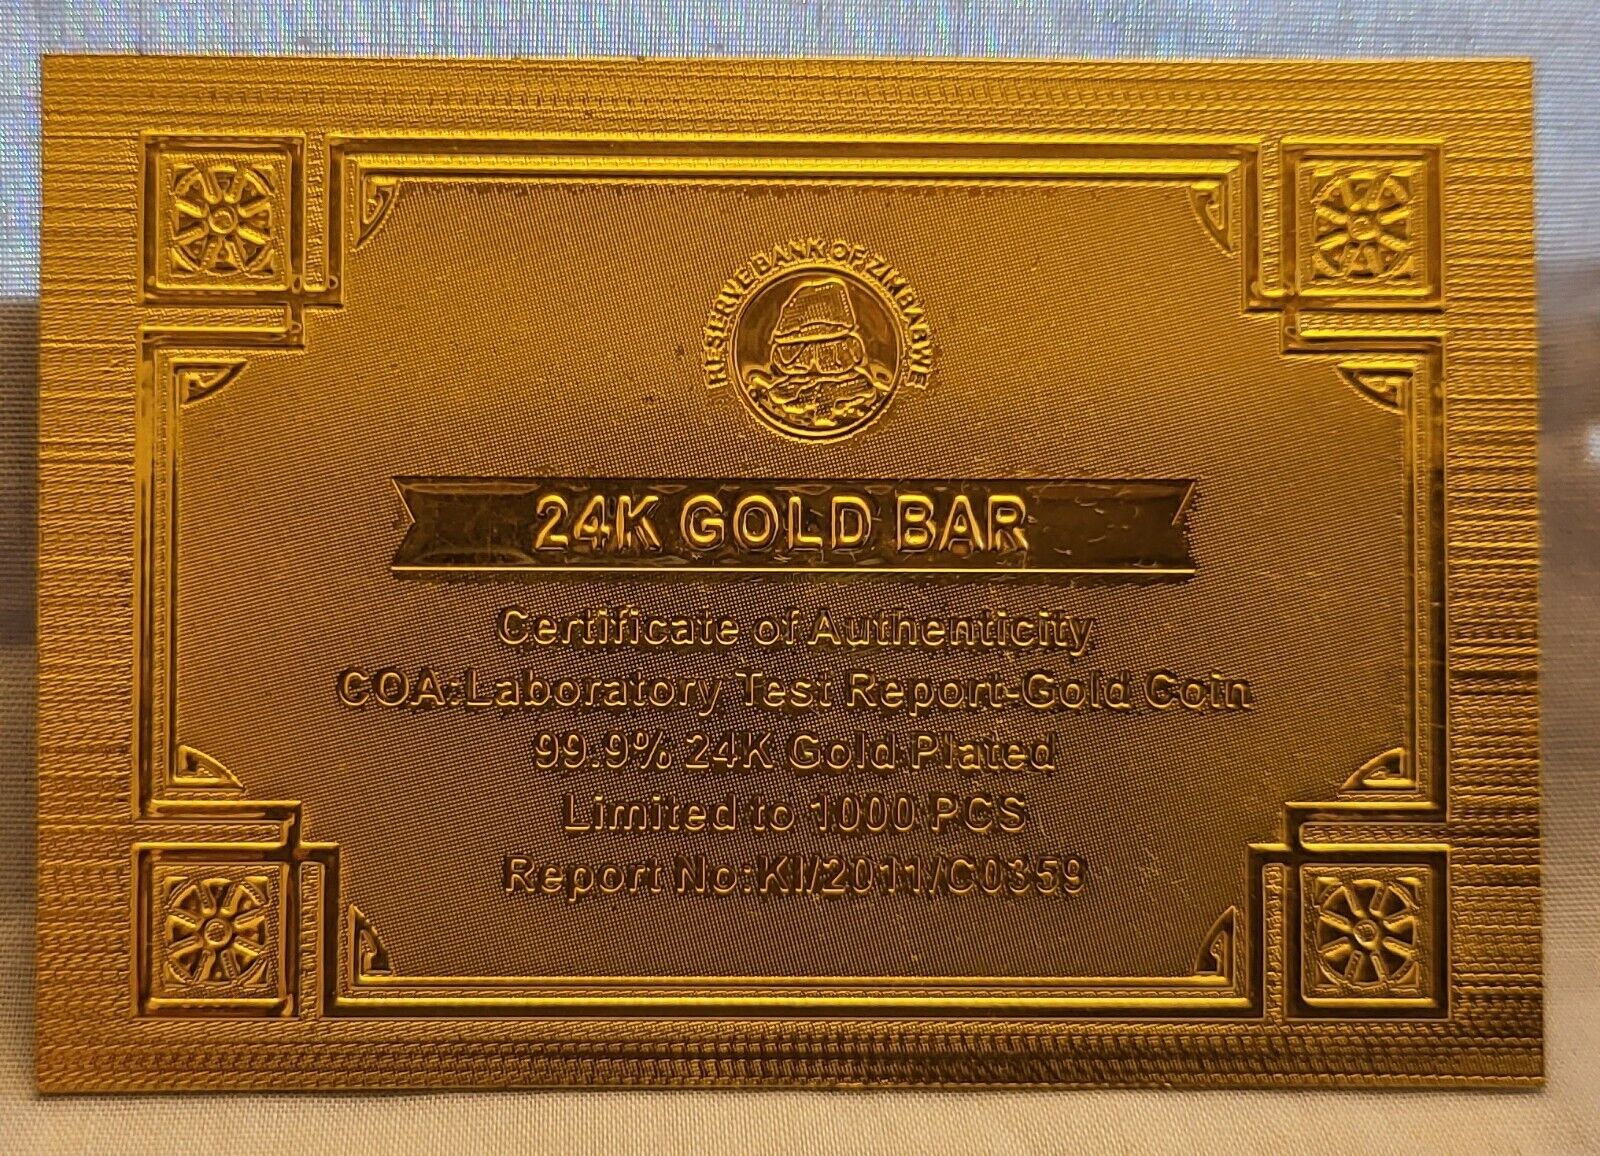 RESERVE BANK OF ZIMBABWE
24K GOLD BAR
Certificate of Authenticity
COA:Laboratory Test Report-Gold Coin
99.9% 24K Gold Plated
Limited to 1000 PCS
Report No:KI/2011/C0359